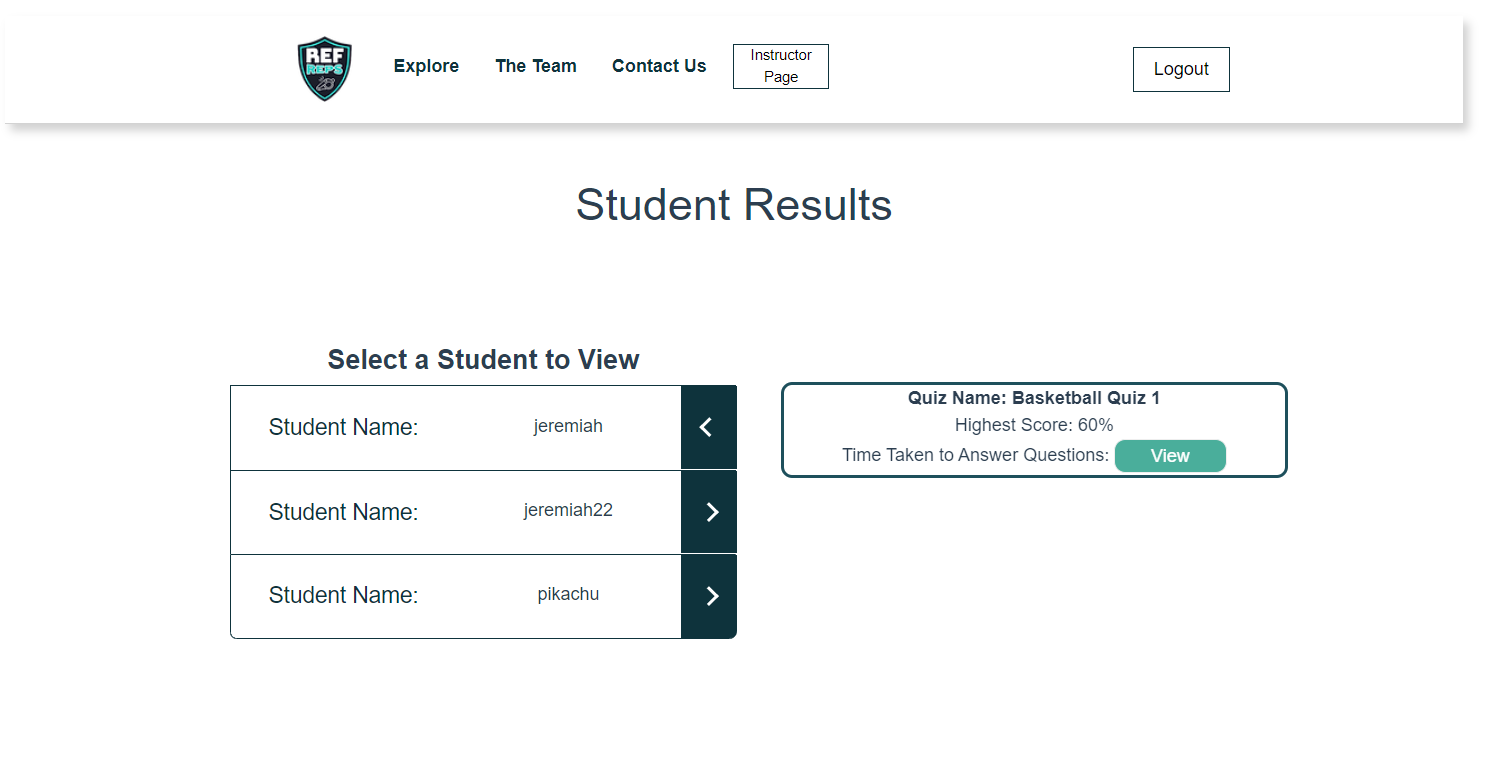 REF
REPS
Explore
The Team
Contact Us
Instructor
Page
Logout
Student Results
Select a Student to View
Student Name: jeremiah
Student Name: jeremiah22
Student Name: pikachu
Quiz Name: Basketball Quiz 1
Highest Score: 60%
Time Taken to Answer Questions: View